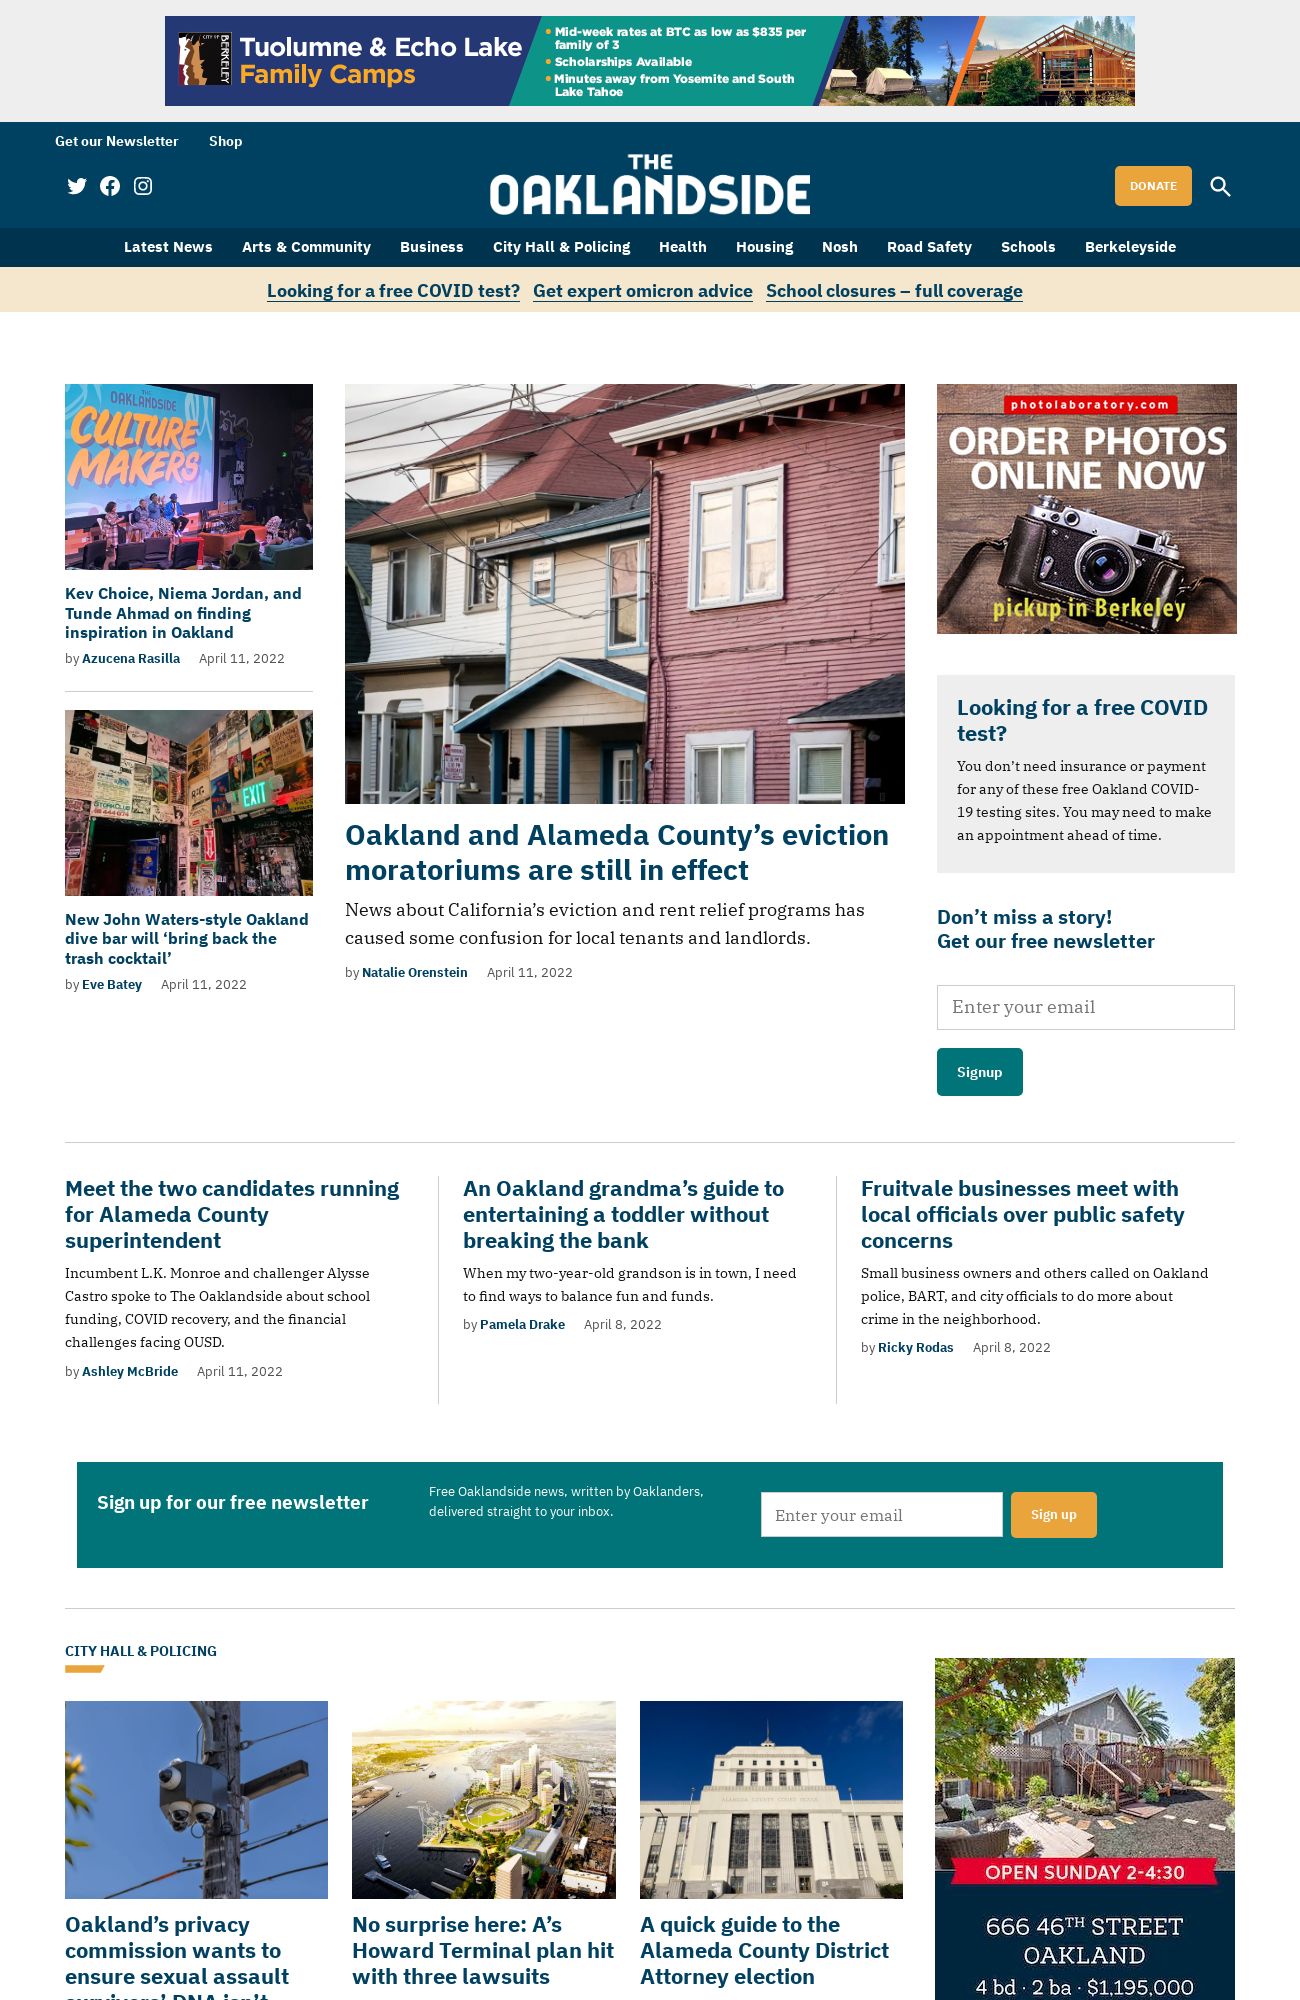 CITY OF BERKELEY
Tuolumne & Echo Lake
Family Camps
• Mid-week rates at BTC as low as $835 per
family of 3
• Scholarships Available
• Minutes away from Yosemite and South
Lake Tahoe
Get our Newsletter Shop
THE
OAKLANDSIDE
DONATE
Latest News Arts & Community Business City Hall & Policing Health Housing Nosh Road Safety Schools Berkeleyside
Looking for a free COVID test? Get expert omicron advice School closures – full coverage
THE
OAKLANDSIDE
CULTURE
MAKERS
Kev Choice, Niema Jordan, and
Tunde Ahmad on finding
inspiration in Oakland
by Azucena Rasilla April 11, 2022
EXIT
New John Waters-style Oakland
dive bar will ‘bring back the
trash cocktail’
by Eve Batey April 11, 2022
Oakland and Alameda County’s eviction
moratoriums are still in effect
News about California’s eviction and rent relief programs has
caused some confusion for local tenants and landlords.
by Natalie Orenstein April 11, 2022
photolaboratory.com
ORDER PHOTOS
ONLINE NOW
pickup in Berkeley
Looking for a free COVID
test?
You don’t need insurance or payment
for any of these free Oakland COVID-
19 testing sites. You may need to make
an appointment ahead of time.
Don’t miss a story!
Get our free newsletter
Enter your email
Signup
Meet the two candidates running
for Alameda County
superintendent
Incumbent L.K. Monroe and challenger Alysse
Castro spoke to The Oaklandside about school
funding, COVID recovery, and the financial
challenges facing OUSD.
by Ashley McBride April 11, 2022
An Oakland grandma’s guide to
entertaining a toddler without
breaking the bank
When my two-year-old grandson is in town, I need
to find ways to balance fun and funds.
by Pamela Drake April 8, 2022
Fruitvale businesses meet with
local officials over public safety
concerns
Small business owners and others called on Oakland
police, BART, and city officials to do more about
crime in the neighborhood.
by Ricky Rodas April 8, 2022
Sign up for our free newsletter
Free Oaklandside news, written by Oaklanders,
delivered straight to your inbox.
Enter your email
Sign up
CITY HALL & POLICING
Oakland’s privacy
commission wants to
ensure sexual assault
survivors’ DNA isn’t
No surprise here: A’s
Howard Terminal plan hit
with three lawsuits
ALAMEDA COUNTY COURT HOUSE
A quick guide to the
Alameda County District
Attorney election
OPEN SUNDAY 2-4:30
666 46TH STREET
OAKLAND
4 bd · 2 ba · $1,195,000